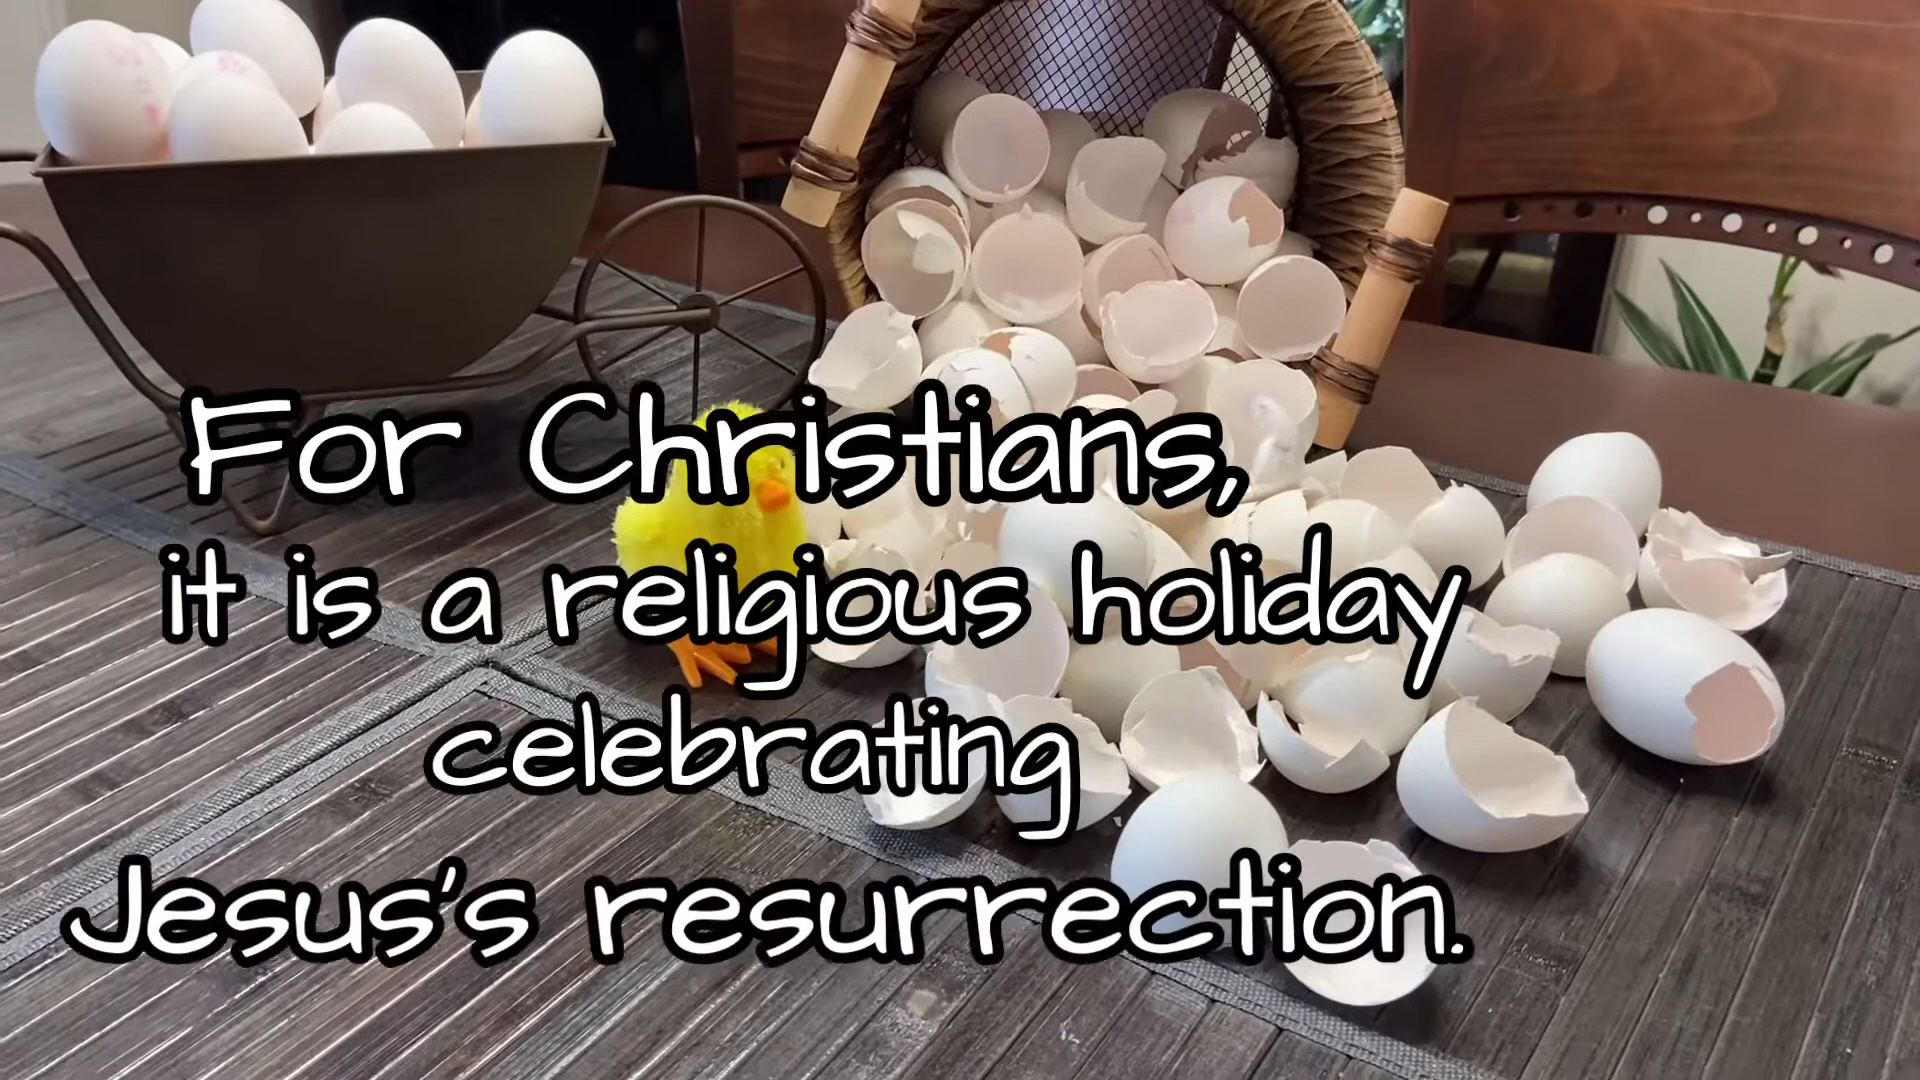 For Christians,
it is a religious holiday
celebrating
Jesus's resurrection.